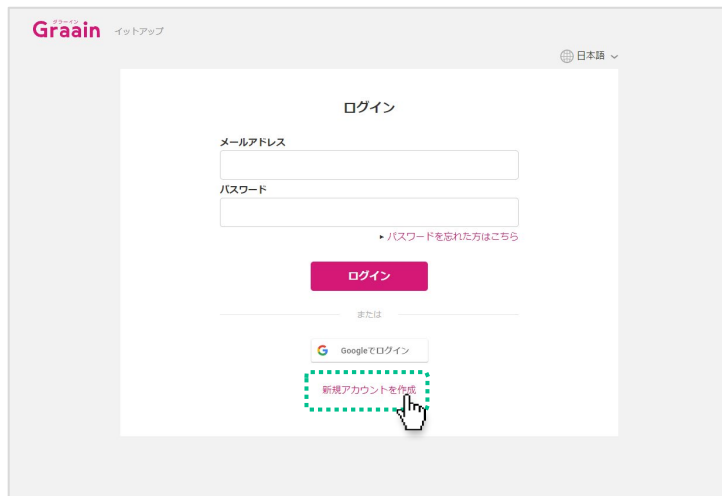 グラーイン
Graain イットアップ
日本語
ログイン
メールアドレス
パスワード
パスワードを忘れた方はこちら
ログイン
または
Googleでログイン
新規アカウントを作成